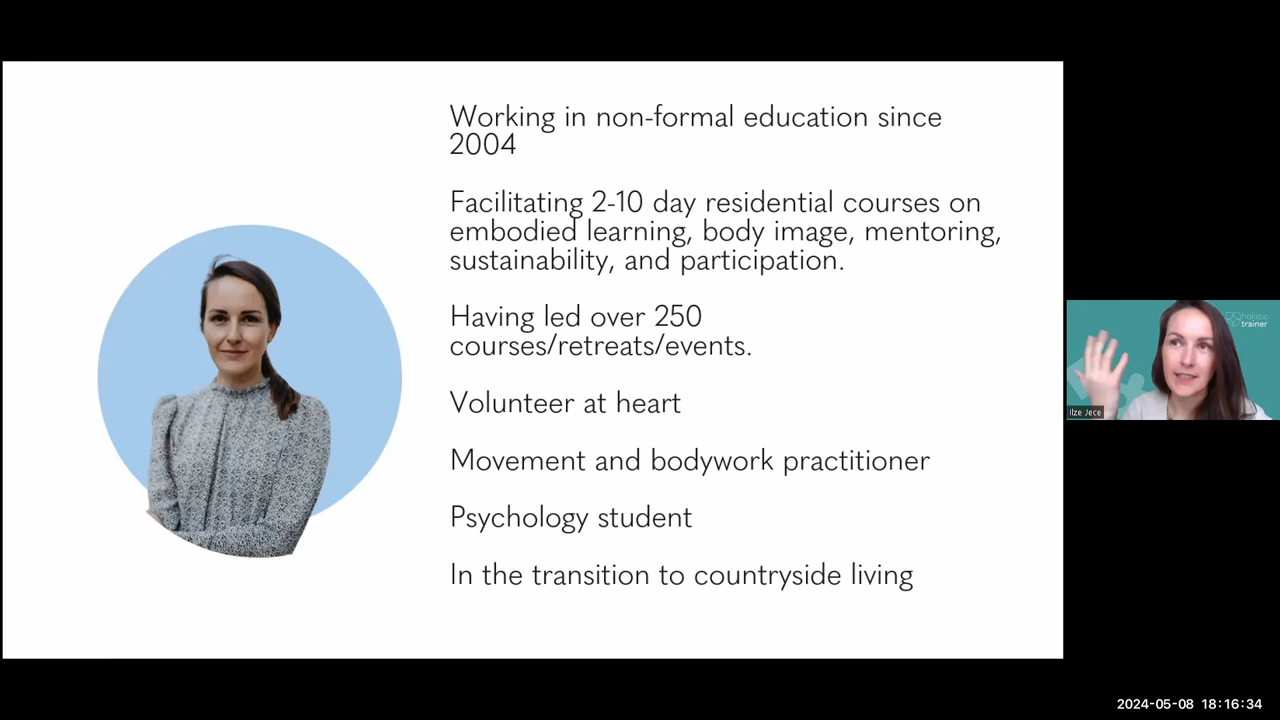 Working in non-formal education since
2004
Facilitating 2-10 day residential courses on
embodied learning, body image, mentoring,
sustainability, and participation.
Having led over 250
courses/retreats/events.
Volunteer at heart
Movement and bodywork practitioner
Psychology student
In the transition to countryside living
holistic
trainer
Ilze Jece
2024-05-08 18:16:34